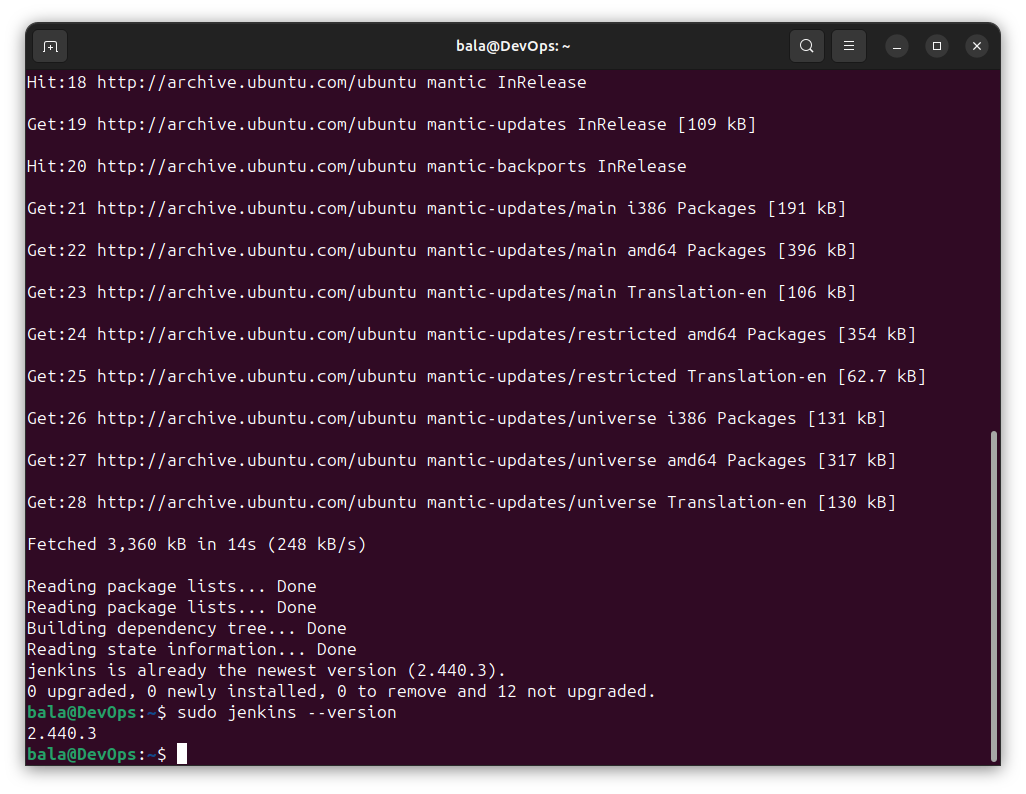 bala@DevOps: ~
Hit:18 http://archive.ubuntu.com/ubuntu mantic InRelease
Get:19 http://archive.ubuntu.com/ubuntu mantic-updates InRelease [109 kB]
Hit:20 http://archive.ubuntu.com/ubuntu mantic-backports InRelease
Get:21 http://archive.ubuntu.com/ubuntu mantic-updates/main i386 Packages [191 kB]
Get:22 http://archive.ubuntu.com/ubuntu mantic-updates/main amd64 Packages [396 kB]
Get:23 http://archive.ubuntu.com/ubuntu mantic-updates/main Translation-en [106 kB]
Get:24 http://archive.ubuntu.com/ubuntu mantic-updates/restricted amd64 Packages [354 kB]
Get:25 http://archive.ubuntu.com/ubuntu mantic-updates/restricted Translation-en [62.7 kB]
Get:26 http://archive.ubuntu.com/ubuntu mantic-updates/universe i386 Packages [131 kB]
Get:27 http://archive.ubuntu.com/ubuntu mantic-updates/universe amd64 Packages [317 kB]
Get:28 http://archive.ubuntu.com/ubuntu mantic-updates/universe Translation-en [130 kB]
Fetched 3,360 kB in 14s (248 kB/s)
Reading package lists... Done
Reading package lists... Done
Building dependency tree... Done
Reading state information... Done
jenkins is already the newest version (2.440.3).
0 upgraded, 0 newly installed, 0 to remove and 12 not upgraded.
bala@DevOps:~$ sudo jenkins --version
2.440.3
bala@DevOps:~$